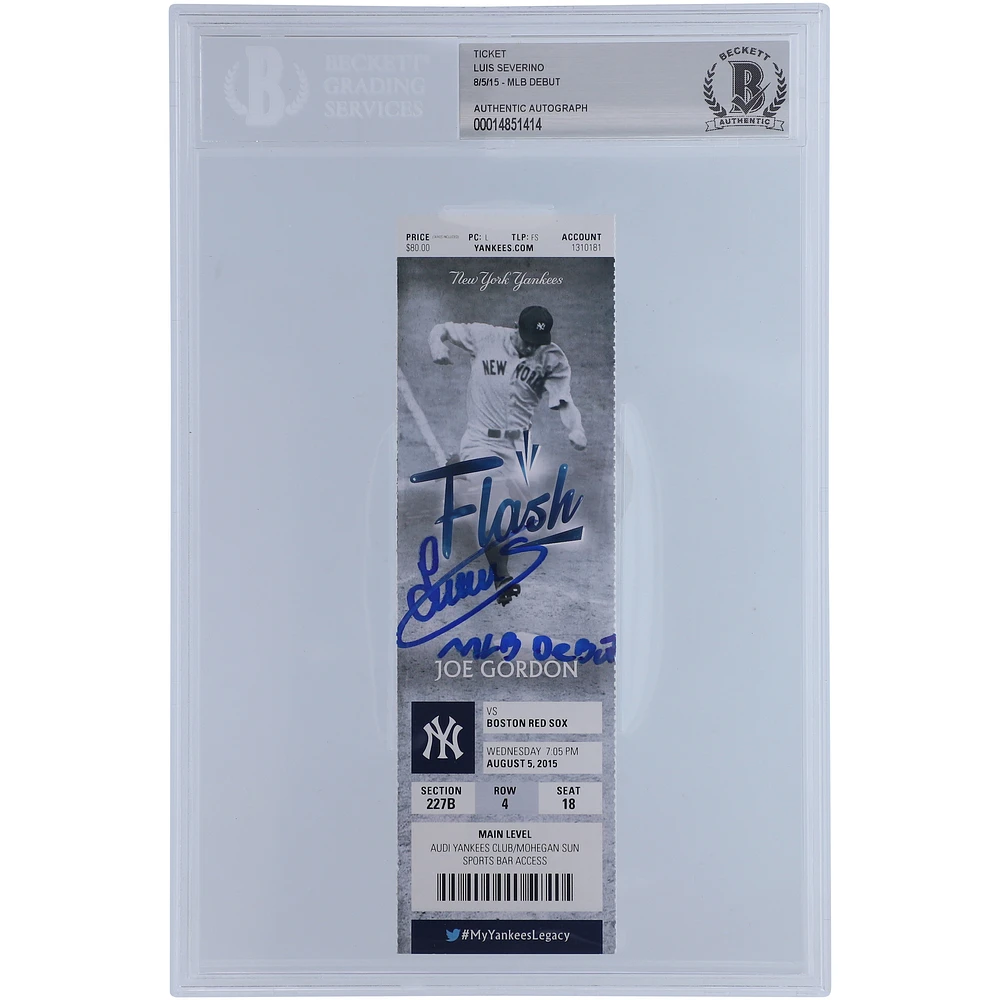 B BECKETT
GRADING
SERVICES
TICKET
LUIS SEVERINO
8/5/15 - MLB DEBUT
AUTHENTIC AUTOGRAPH
00014851414
BECKETT
B
AUTHENTIC
PRICE PC: L TLP: FS ACCOUNT
$80.00 YANKEES.COM 1310181
New York Yankees
NY
NEW YORK
Flash
MLB Debut
JOE GORDON
NY
VS
BOSTON RED SOX
WEDNESDAY 7:05 PM
AUGUST 5, 2015
SECTION ROW SEAT
227B 4 18
MAIN LEVEL
AUDI YANKEES CLUB/MOHEGAN SUN
SPORTS BAR ACCESS
#MyYankeesLegacy